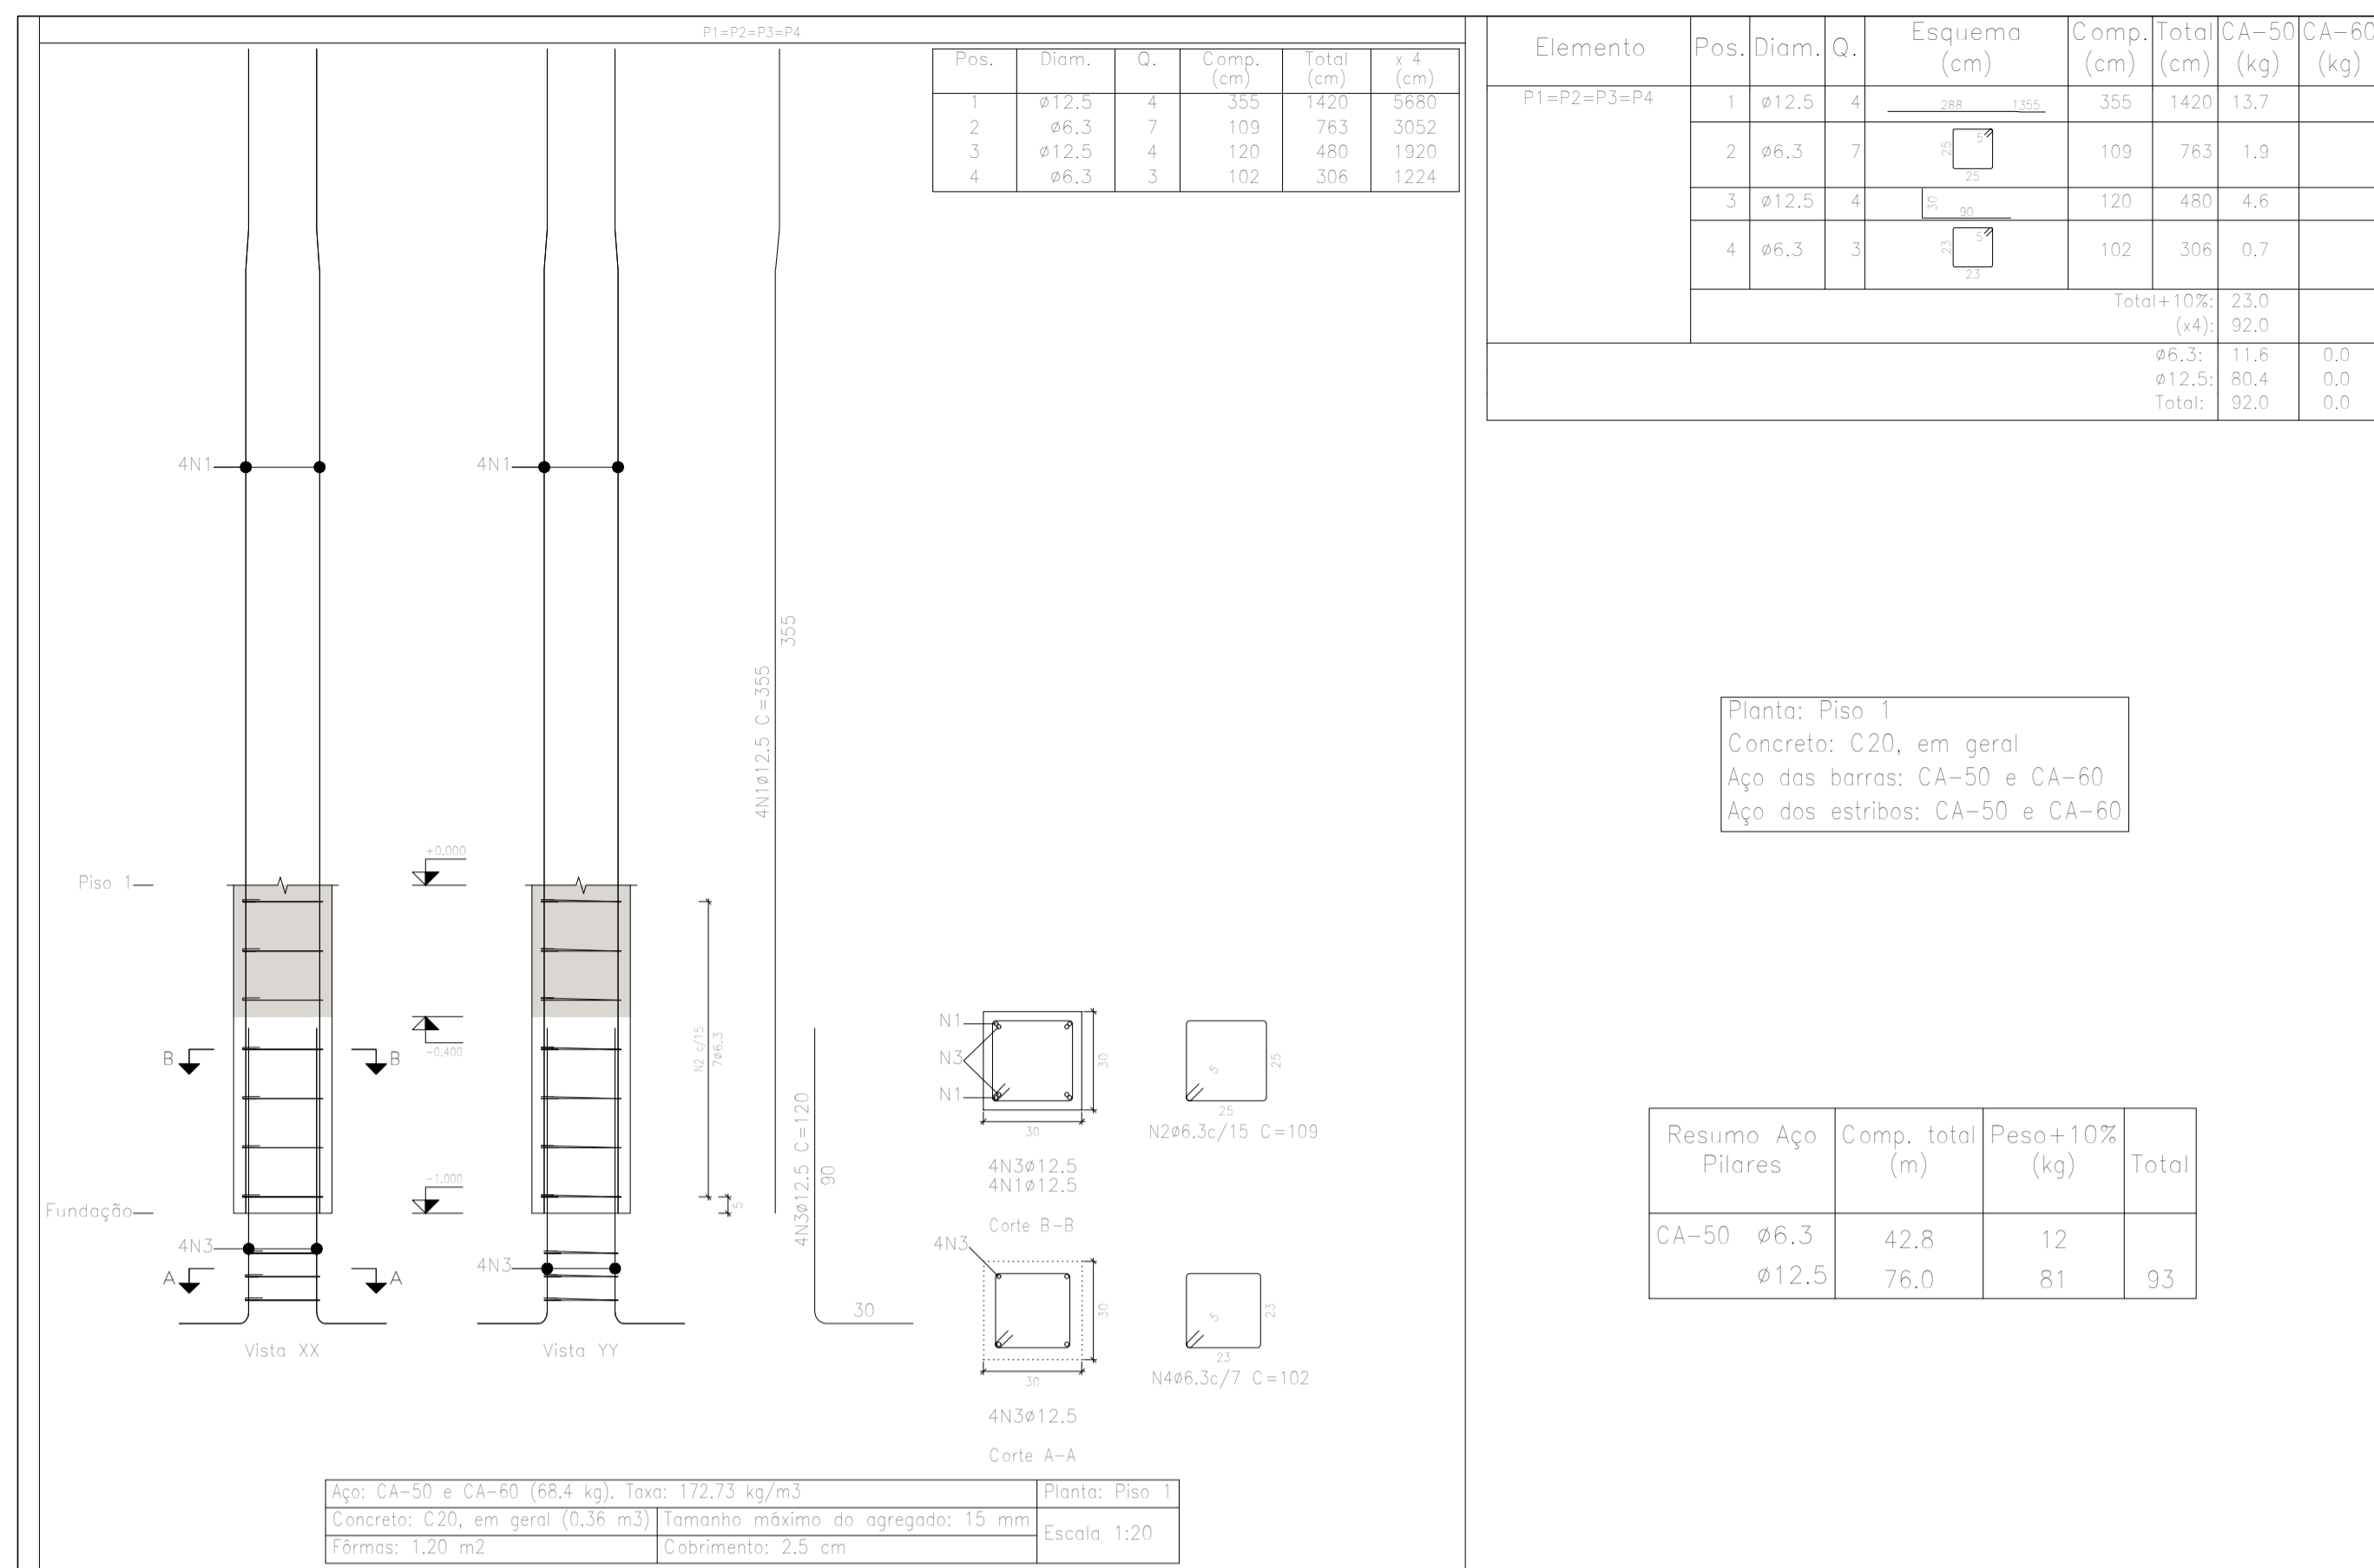 P1=P2=P3=P4
Pos. Diam. Q. Comp. (cm) Total (cm) x 4 (cm)
1 ø12.5 4 355 1420 5680
2 ø6.3 7 109 763 3052
3 ø12.5 4 120 480 1920
4 ø6.3 3 102 306 1224
4N1
4N1
355
4N1ø12.5 C=355
Piso 1
+0.000
-0.400
B
B
N2 c/15
7ø6.3
-1.000
Fundação
5
4N3
4N3
A
A
4N3ø12.5 C=120
90
30
Vista XX
Vista YY
N1
N3
N1
30
30
4N3ø12.5
4N1ø12.5
Corte B-B
5
25
25
N2ø6.3c/15 C=109
4N3
30
30
4N3ø12.5
Corte A-A
5
23
23
N4ø6.3c/7 C=102
Aço: CA-50 e CA-60 (68.4 kg). Taxa: 172.73 kg/m3
Planta: Piso 1
Concreto: C20, em geral (0.36 m3)
Tamanho máximo do agregado: 15 mm
Escala 1:20
Fôrmas: 1.20 m2
Cobrimento: 2.5 cm
Elemento Pos. Diam. Q. Esquema (cm) Comp. (cm) Total (cm) CA-50 (kg) CA-60 (kg)
P1=P2=P3=P4 1 ø12.5 4 288 1355 355 1420 13.7
2 ø6.3 7 25 5 25 109 763 1.9
3 ø12.5 4 30 90 120 480 4.6
4 ø6.3 3 23 5 23 102 306 0.7
Total+10%: 23.0
(x4): 92.0
ø6.3: 11.6 0.0
ø12.5: 80.4 0.0
Total: 92.0 0.0
Planta: Piso 1
Concreto: C20, em geral
Aço das barras: CA-50 e CA-60
Aço dos estribos: CA-50 e CA-60
Resumo Aço Pilares Comp. total (m) Peso+10% (kg) Total
CA-50 ø6.3 42.8 12
ø12.5 76.0 81 93